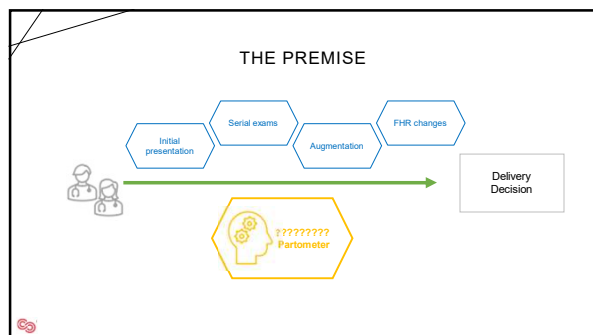 THE PREMISE
Initial
presentation
Serial exams
Augmentation
FHR changes
Delivery
Decision
?????????
Partometer